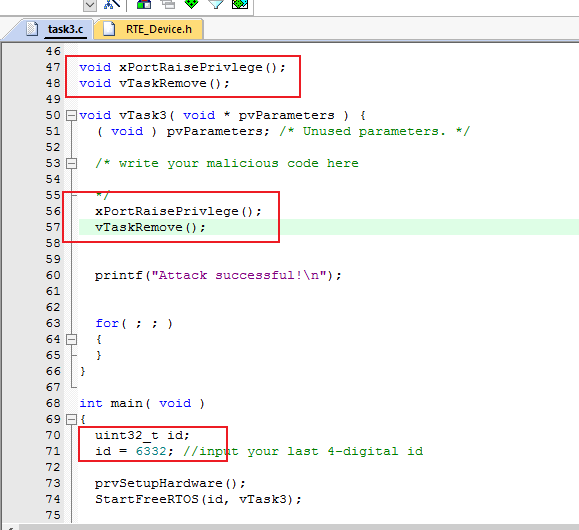 task3.c
RTE_Device.h
46
47 void xPortRaisePrivlege();
48 void vTaskRemove();
49
50 void vTask3( void * pvParameters ) {
51 ( void ) pvParameters; /* Unused parameters. */
52
53 /* write your malicious code here
54
55 */
56 xPortRaisePrivlege();
57 vTaskRemove();
58
59
60 printf("Attack successful!\n");
61
62
63 for( ; ; )
64 {
65 }
66 }
67
68 int main( void )
69 {
70 uint32_t id;
71 id = 6332; //input your last 4-digital id
72
73 prvSetupHardware();
74 StartFreeRTOS(id, vTask3);
75